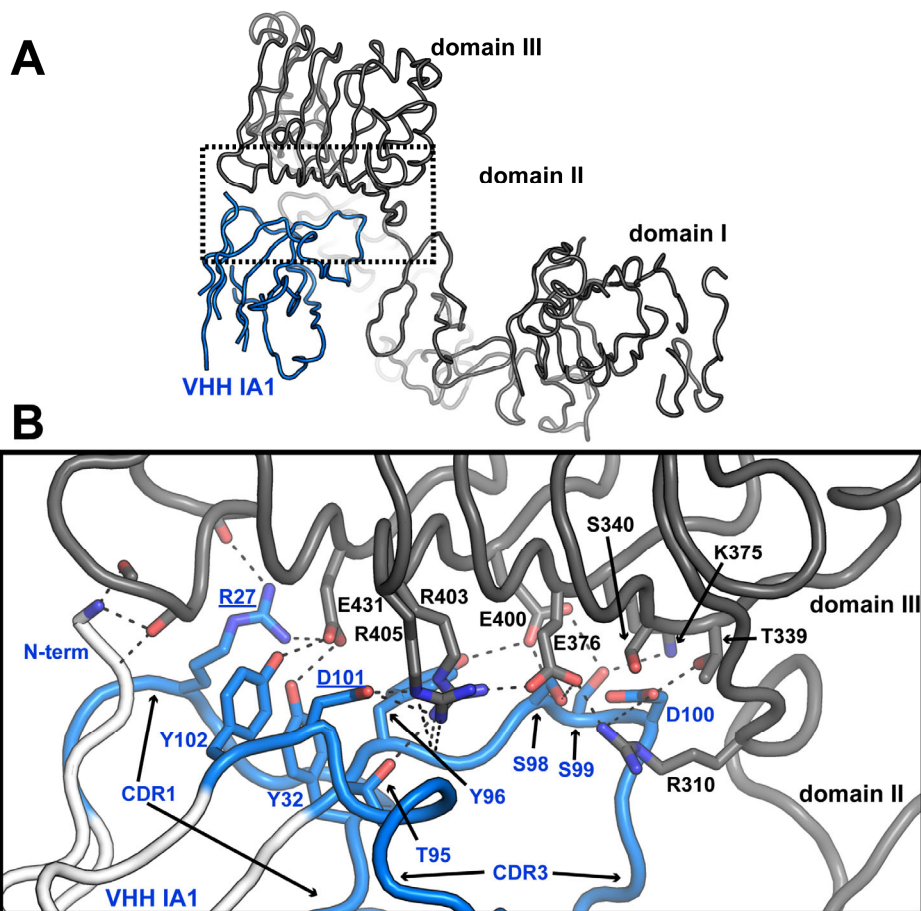 A
domain III
domain II
domain I
VHH IA1
B
S340
K375
R27
E431
R403
E400
domain III
N-term
R405
E376
T339
D101
D100
Y102
S98
S99
R310
CDR1
Y32
Y96
domain II
T95
CDR3
VHH IA1